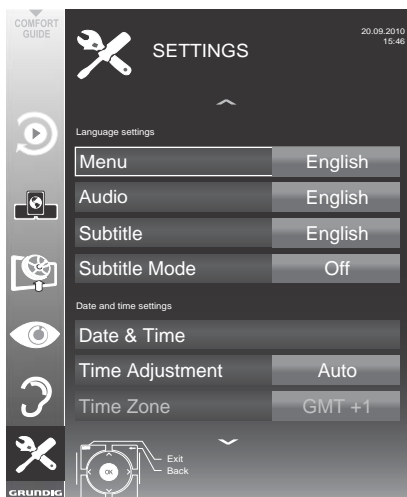 COMFORT
GUIDE
SETTINGS
20.09.2010
15:46
Language settings
Menu English
Audio English
Subtitle English
Subtitle Mode Off
Date and time settings
Date & Time
Time Adjustment Auto
Time Zone GMT +1
Exit
Back
OK
GRUNDIG